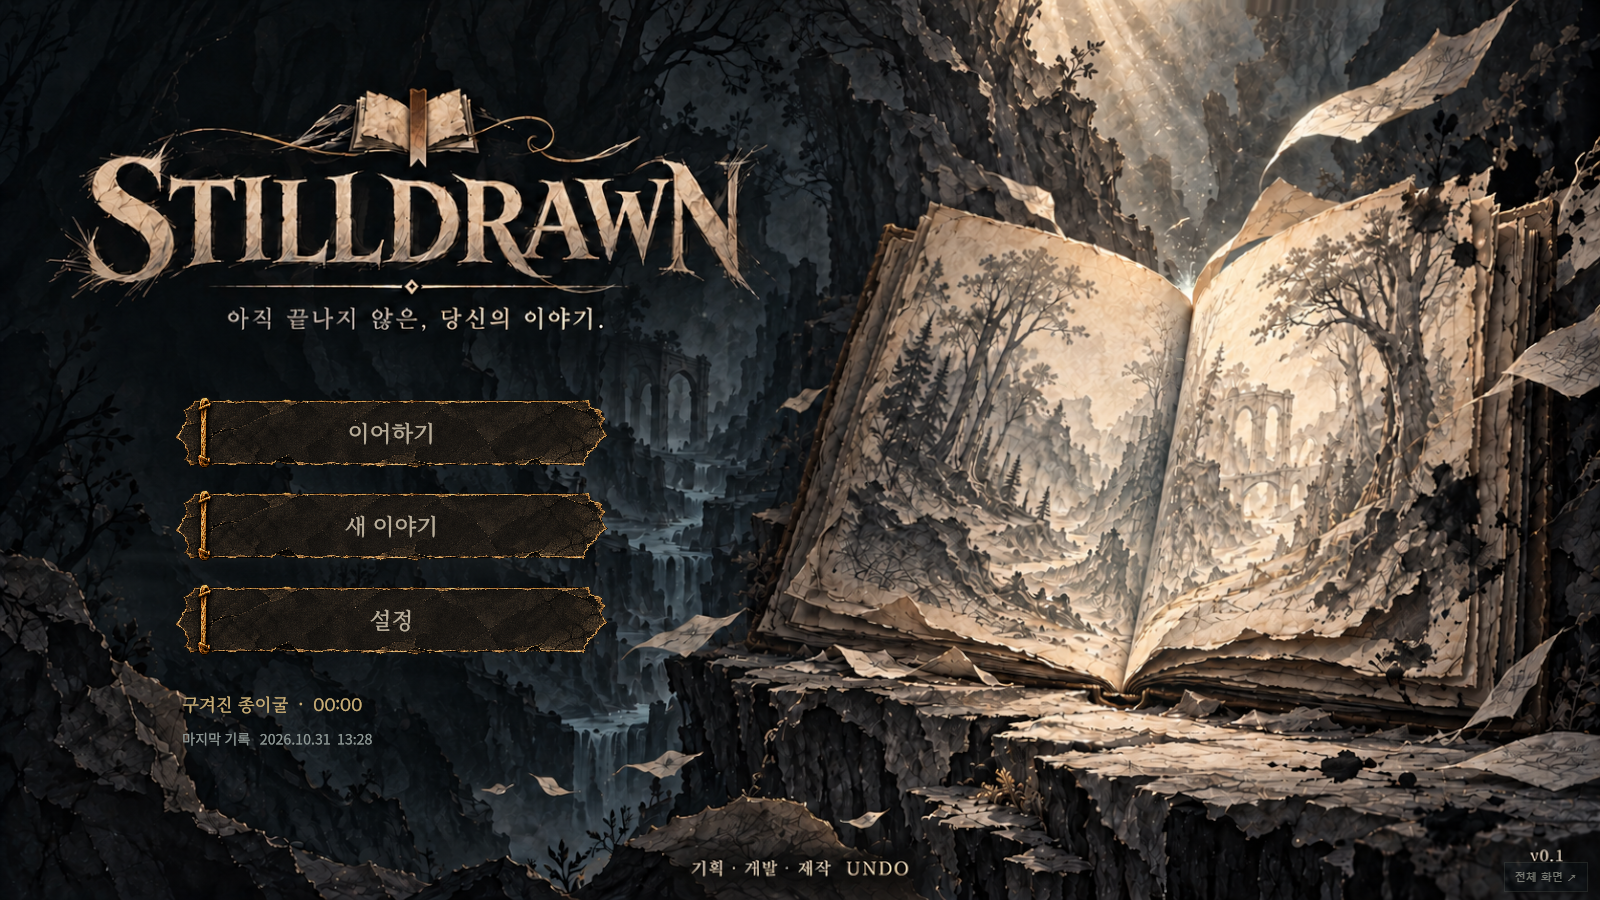 STILLDRAWN
아직 끝나지 않은, 당신의 이야기.
이어하기
새 이야기
설정
구겨진 종이굴 · 00:00
마지막 기록 2026.10.31 13:28
기획 · 개발 · 제작 UNDO
v0.1
전체 화면 ↗